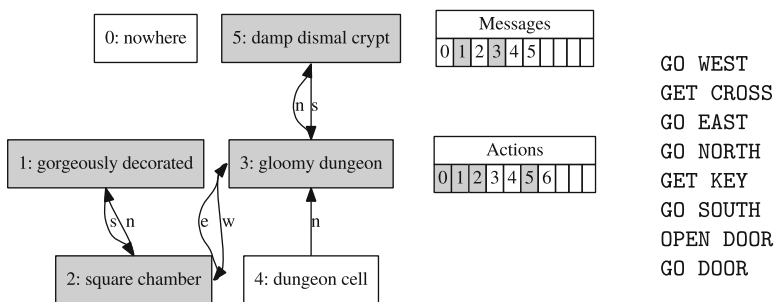 0: nowhere
5: damp dismal crypt
Messages
0 1 2 3 4 5
n s
1: gorgeously decorated
3: gloomy dungeon
Actions
0 1 2 3 4 5 6
s n
e w
n
2: square chamber
4: dungeon cell
GO WEST
GET CROSS
GO EAST
GO NORTH
GET KEY
GO SOUTH
OPEN DOOR
GO DOOR